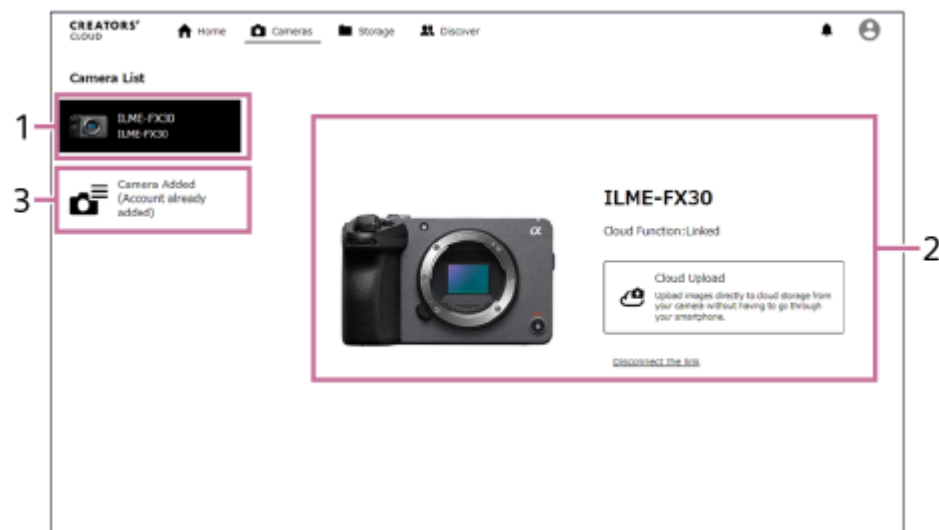 CREATORS'
CLOUD
Home
Cameras
Storage
Discover
Camera List
1
ILME-FX30
ILME-FX30
3
Camera Added
(Account already
added)
α
ILME-FX30
Cloud Function:Linked
2
Cloud Upload
Upload images directly to cloud storage from
your camera without having to go through
your smartphone.
Disconnect the link